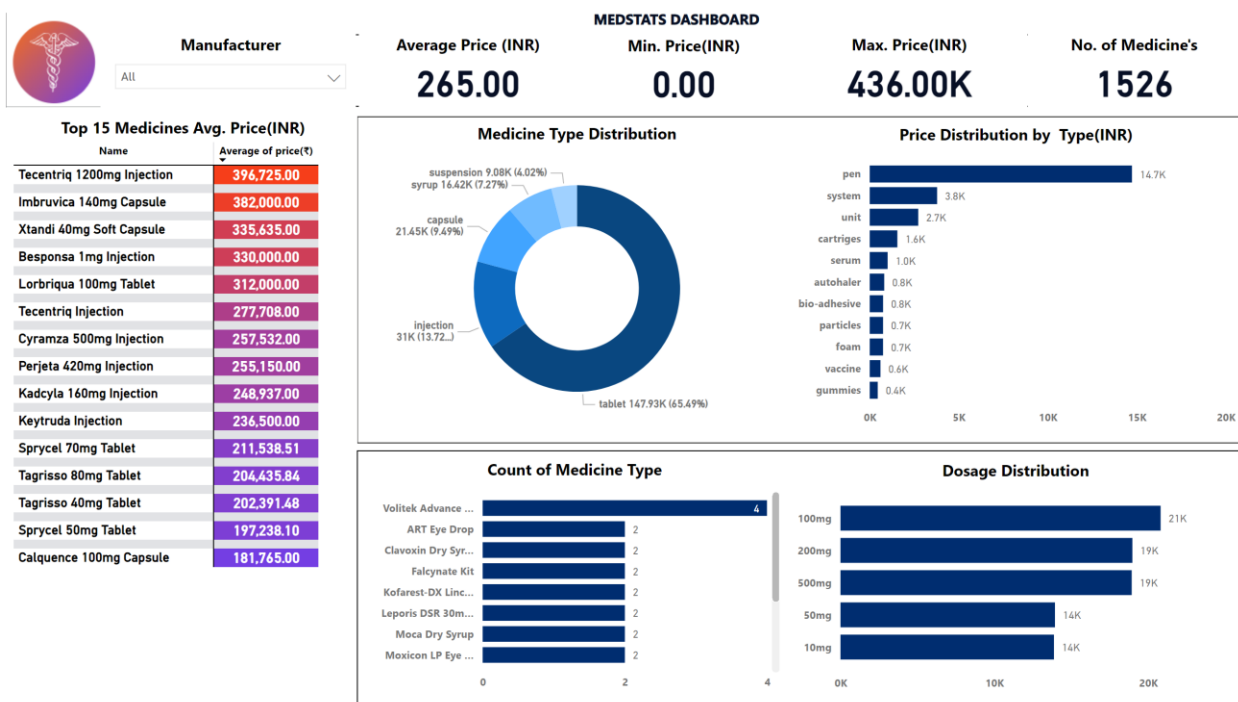 MEDSTATS DASHBOARD
Manufacturer
All
Average Price (INR)
265.00
Min. Price(INR)
0.00
Max. Price(INR)
436.00K
No. of Medicine's
1526
Top 15 Medicines Avg. Price(INR)
Name Average of price(₹)
Tecentriq 1200mg Injection 396,725.00
Imbruvica 140mg Capsule 382,000.00
Xtandi 40mg Soft Capsule 335,635.00
Besponsa 1mg Injection 330,000.00
Lorbriqua 100mg Tablet 312,000.00
Tecentriq Injection 277,708.00
Cyramza 500mg Injection 257,532.00
Perjeta 420mg Injection 255,150.00
Kadcyla 160mg Injection 248,937.00
Keytruda Injection 236,500.00
Sprycel 70mg Tablet 211,538.51
Tagrisso 80mg Tablet 204,435.84
Tagrisso 40mg Tablet 202,391.48
Sprycel 50mg Tablet 197,238.10
Calquence 100mg Capsule 181,765.00
Medicine Type Distribution
suspension 9.08K (4.02%)
syrup 16.42K (7.27%)
capsule
21.45K (9.49%)
injection
31K (13.72...)
tablet 147.93K (65.49%)
Price Distribution by Type(INR)
pen 14.7K
system 3.8K
unit 2.7K
cartriges 1.6K
serum 1.0K
autohaler 0.8K
bio-adhesive 0.8K
particles 0.7K
foam 0.7K
vaccine 0.6K
gummies 0.4K
0K 5K 10K 15K 20K
Count of Medicine Type
Volitek Advance ... 4
ART Eye Drop 2
Clavoxin Dry Syr... 2
Falcynate Kit 2
Kofarest-DX Linc... 2
Leporis DSR 30m... 2
Moca Dry Syrup 2
Moxicon LP Eye ... 2
0 2 4
Dosage Distribution
100mg 21K
200mg 19K
500mg 19K
50mg 14K
10mg 14K
0K 10K 20K